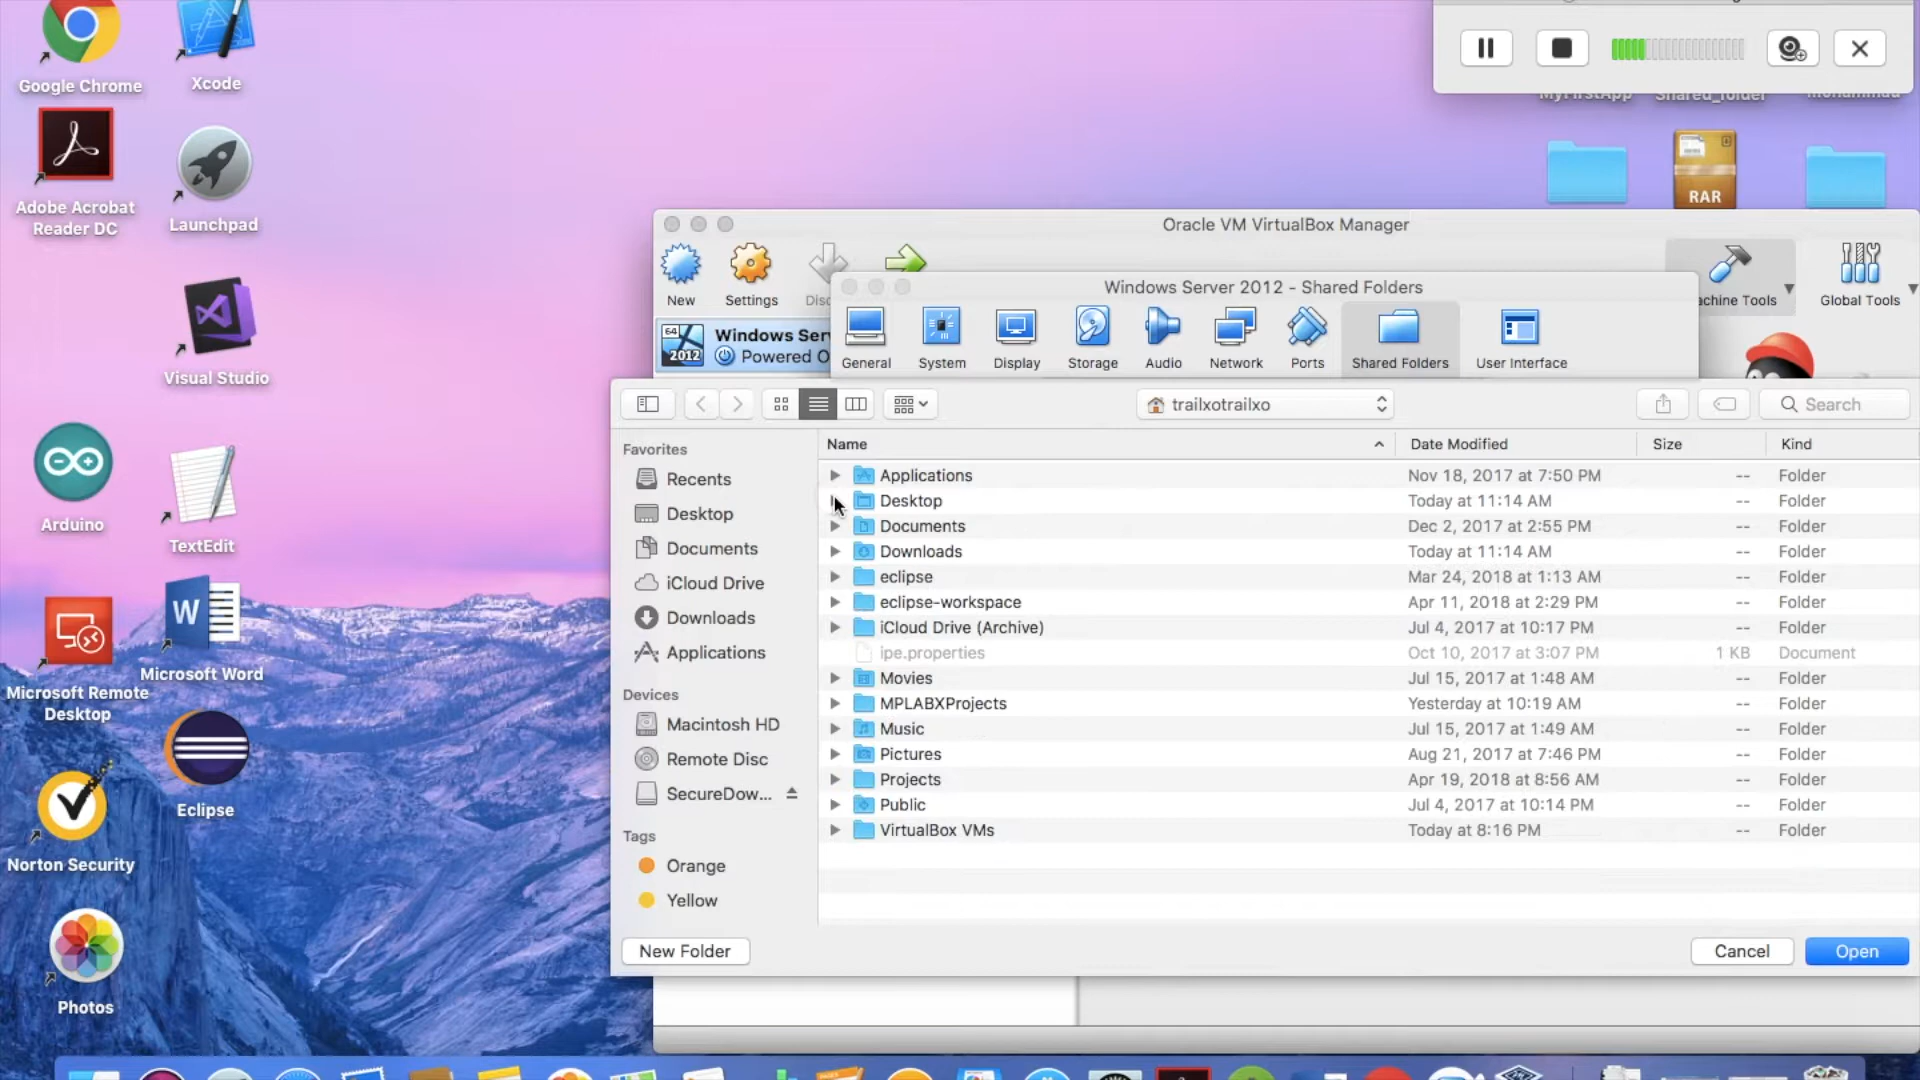 Google Chrome
Xcode
Adobe Acrobat
Reader DC
Launchpad
Visual Studio
Arduino
TextEdit
Microsoft Remote
Desktop
Microsoft Word
Norton Security
Eclipse
Photos
MyFirstApp
Shared_folder
RAR
Oracle VM VirtualBox Manager
New
Settings
Machine Tools
Global Tools
Windows Server 2012 - Shared Folders
64
2012
Windows Ser
Powered O
General
System
Display
Storage
Audio
Network
Ports
Shared Folders
User Interface
trailxotrailxo
Search
Favorites
Recents
Desktop
Documents
iCloud Drive
Downloads
Applications
Devices
Macintosh HD
Remote Disc
SecureDow...
Tags
Orange
Yellow
Name Date Modified Size Kind
Applications Nov 18, 2017 at 7:50 PM -- Folder
Desktop Today at 11:14 AM -- Folder
Documents Dec 2, 2017 at 2:55 PM -- Folder
Downloads Today at 11:14 AM -- Folder
eclipse Mar 24, 2018 at 1:13 AM -- Folder
eclipse-workspace Apr 11, 2018 at 2:29 PM -- Folder
iCloud Drive (Archive) Jul 4, 2017 at 10:17 PM -- Folder
ipe.properties Oct 10, 2017 at 3:07 PM 1 KB Document
Movies Jul 15, 2017 at 1:48 AM -- Folder
MPLABXProjects Yesterday at 10:19 AM -- Folder
Music Jul 15, 2017 at 1:49 AM -- Folder
Pictures Aug 21, 2017 at 7:46 PM -- Folder
Projects Apr 19, 2018 at 8:56 AM -- Folder
Public Jul 4, 2017 at 10:14 PM -- Folder
VirtualBox VMs Today at 8:16 PM -- Folder
New Folder
Cancel
Open